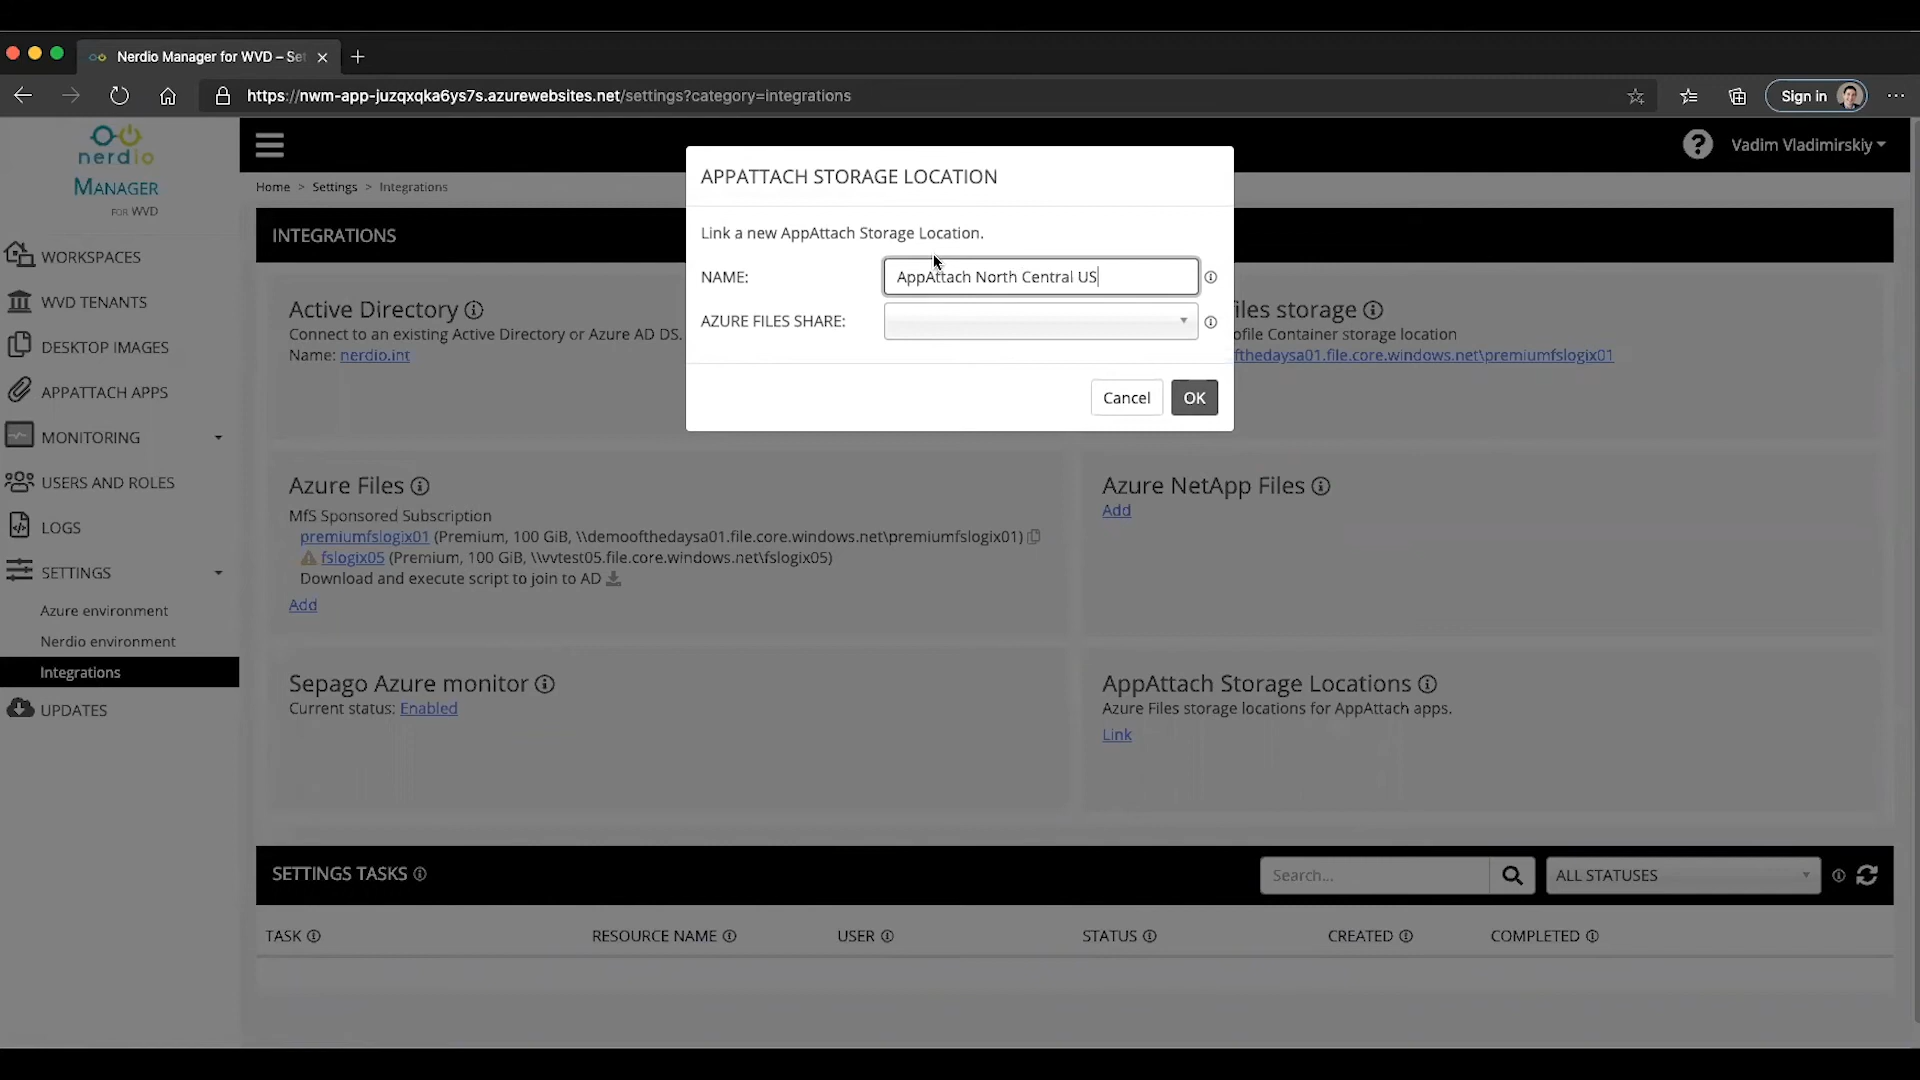 Nerdio Manager for WVD – Set
https://nwm-app-juzqxqka6ys7s.azurewebsites.net/settings?category=integrations
Sign in
nerdio
MANAGER
FOR WVD
Vadim Vladimirskiy
Home > Settings > Integrations
WORKSPACES
WVD TENANTS
DESKTOP IMAGES
APPATTACH APPS
MONITORING
USERS AND ROLES
LOGS
SETTINGS
Azure environment
Nerdio environment
Integrations
UPDATES
INTEGRATIONS
APPATTACH STORAGE LOCATION
Link a new AppAttach Storage Location.
NAME: AppAttach North Central US
AZURE FILES SHARE:
Cancel OK
Active Directory
Connect to an existing Active Directory or Azure AD DS.
Name: nerdio.int
iles storage
ofile Container storage location
fthedaysa01.file.core.windows.net\premiumfslogix01
Azure Files
MfS Sponsored Subscription
premiumfslogix01 (Premium, 100 GiB, \\demoofthedaysa01.file.core.windows.net\premiumfslogix01)
fslogix05 (Premium, 100 GiB, \\vvtest05.file.core.windows.net\fslogix05)
Download and execute script to join to AD
Add
Azure NetApp Files
Add
Sepago Azure monitor
Current status: Enabled
AppAttach Storage Locations
Azure Files storage locations for AppAttach apps.
Link
SETTINGS TASKS
Search...
ALL STATUSES
TASK RESOURCE NAME USER STATUS CREATED COMPLETED